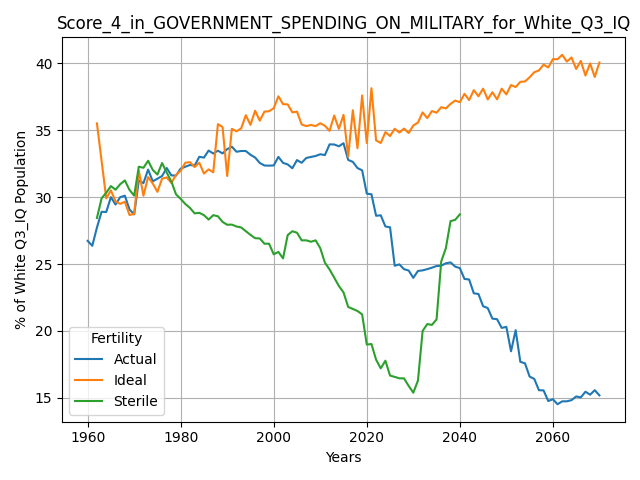 Score_4_in_GOVERNMENT_SPENDING_ON_MILITARY_for_White_Q3_IQ
% of White Q3_IQ Population
40
35
30
25
20
15
Fertility
Actual
Ideal
Sterile
1960
1980
2000
2020
2040
2060
Years